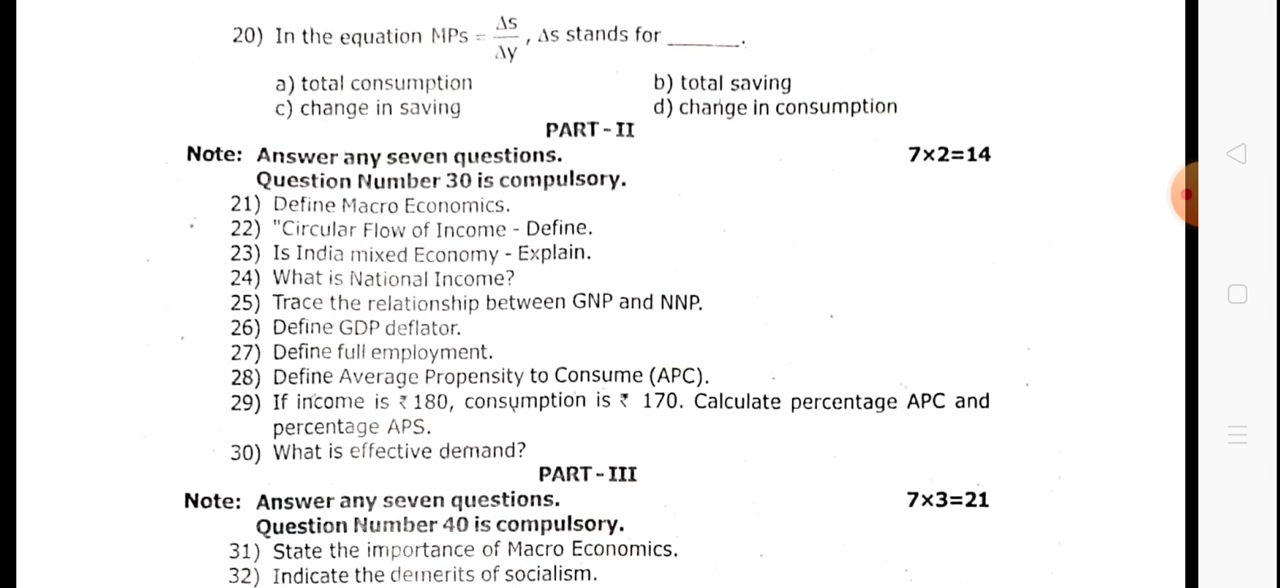 20) In the equation MPs = Δs/Δy, Δs stands for ______.
a) total consumption b) total saving
c) change in saving d) change in consumption
PART - II
Note: Answer any seven questions. 7×2=14
Question Number 30 is compulsory.
21) Define Macro Economics.
22) "Circular Flow of Income - Define.
23) Is India mixed Economy - Explain.
24) What is National Income?
25) Trace the relationship between GNP and NNP.
26) Define GDP deflator.
27) Define full employment.
28) Define Average Propensity to Consume (APC).
29) If income is ₹ 180, consumption is ₹ 170. Calculate percentage APC and
percentage APS.
30) What is effective demand?
PART - III
Note: Answer any seven questions. 7×3=21
Question Number 40 is compulsory.
31) State the importance of Macro Economics.
32) Indicate the demerits of socialism.